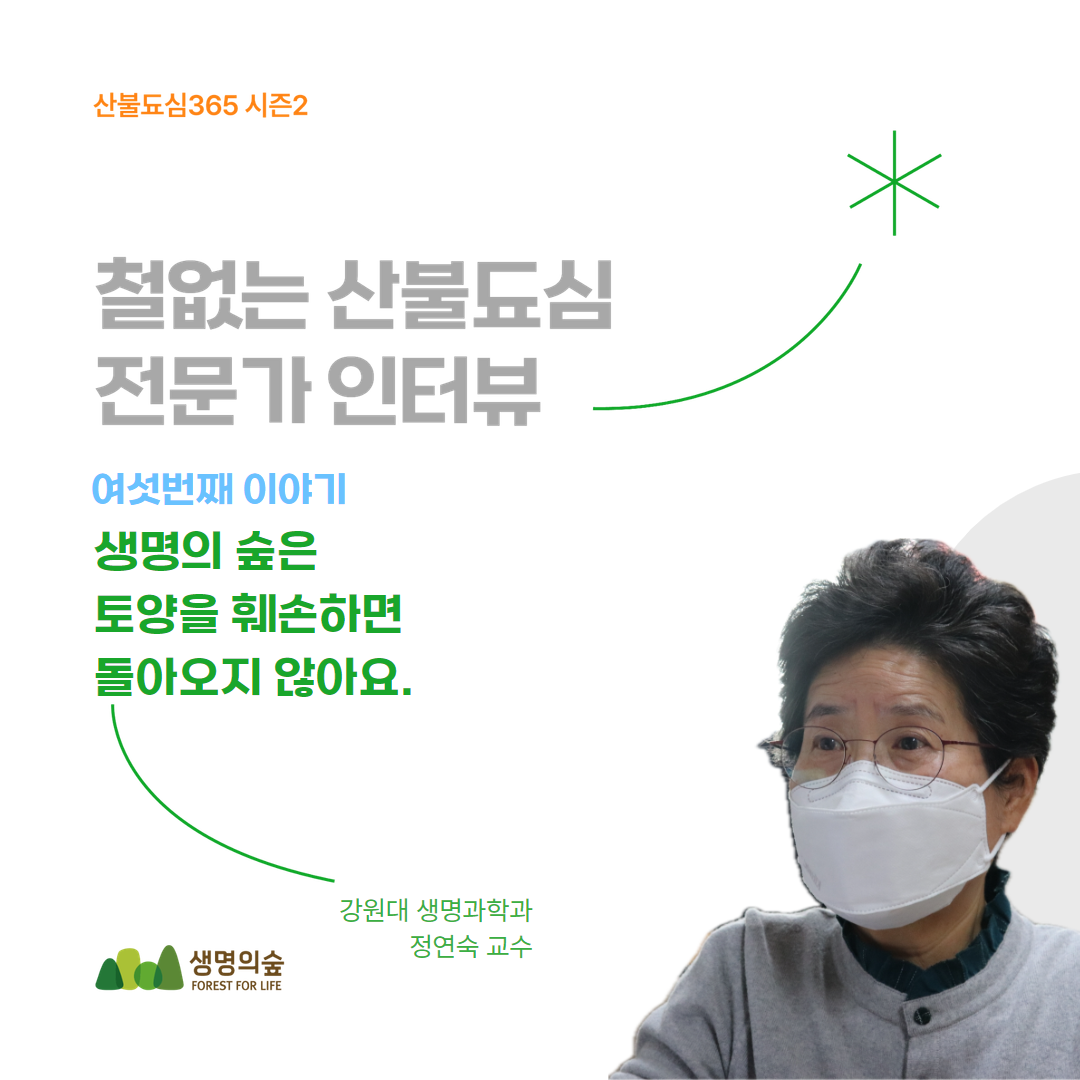 산불됴심365 시즌2
철없는 산불됴심
전문가 인터뷰
여섯번째 이야기
생명의 숲은
토양을 훼손하면
돌아오지 않아요.
강원대 생명과학과
정연숙 교수
생명의숲
FOREST FOR LIFE